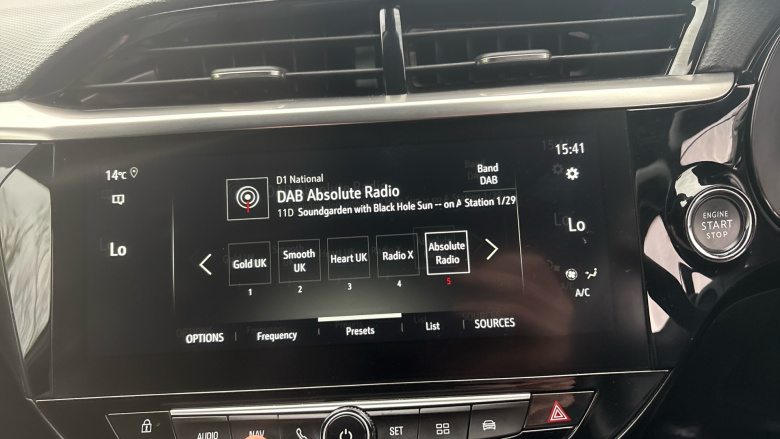 14°C
15:41
D1 National
DAB Absolute Radio
11D Soundgarden with Black Hole Sun -- on A
Band
DAB
Station 1/29
Lo
Lo
Gold UK
Smooth
UK
Heart UK
Radio X
Absolute
Radio
1
2
3
4
5
A/C
OPTIONS
Frequency
Presets
List
SOURCES
ENGINE
START
STOP
AUDIO
NAV
SET